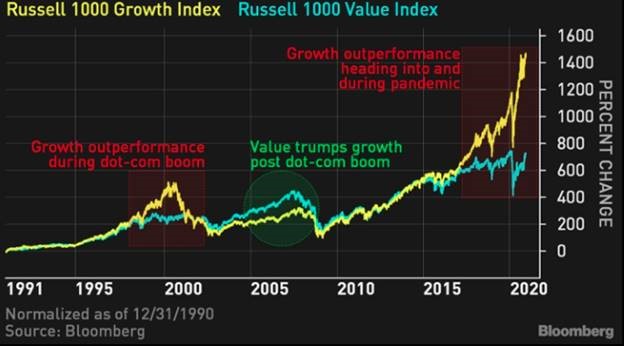 Russell 1000 Growth Index Russell 1000 Value Index
1600
Growth outperformance
heading into and
during pandemic
1400
1200
1000
Growth outperformance
during dot-com boom
Value trumps growth
post dot-com boom
800
600
400
200
0
PERCENT CHANGE
1991 1995 2000 2005 2010 2015 2020
Normalized as of 12/31/1990
Source: Bloomberg
Bloomberg